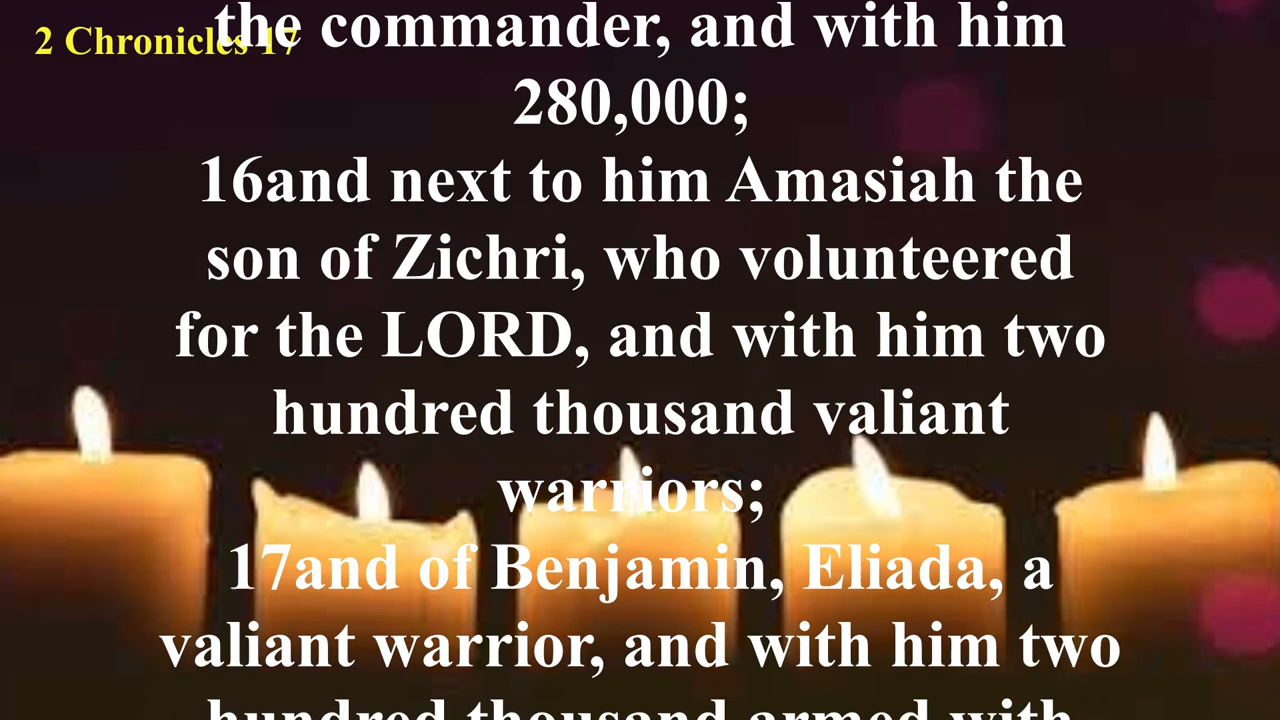 2 Chronicles 17
the commander, and with him
280,000;
16and next to him Amasiah the
son of Zichri, who volunteered
for the LORD, and with him two
hundred thousand valiant
warriors;
17and of Benjamin, Eliada, a
valiant warrior, and with him two
hundred thousand armed with